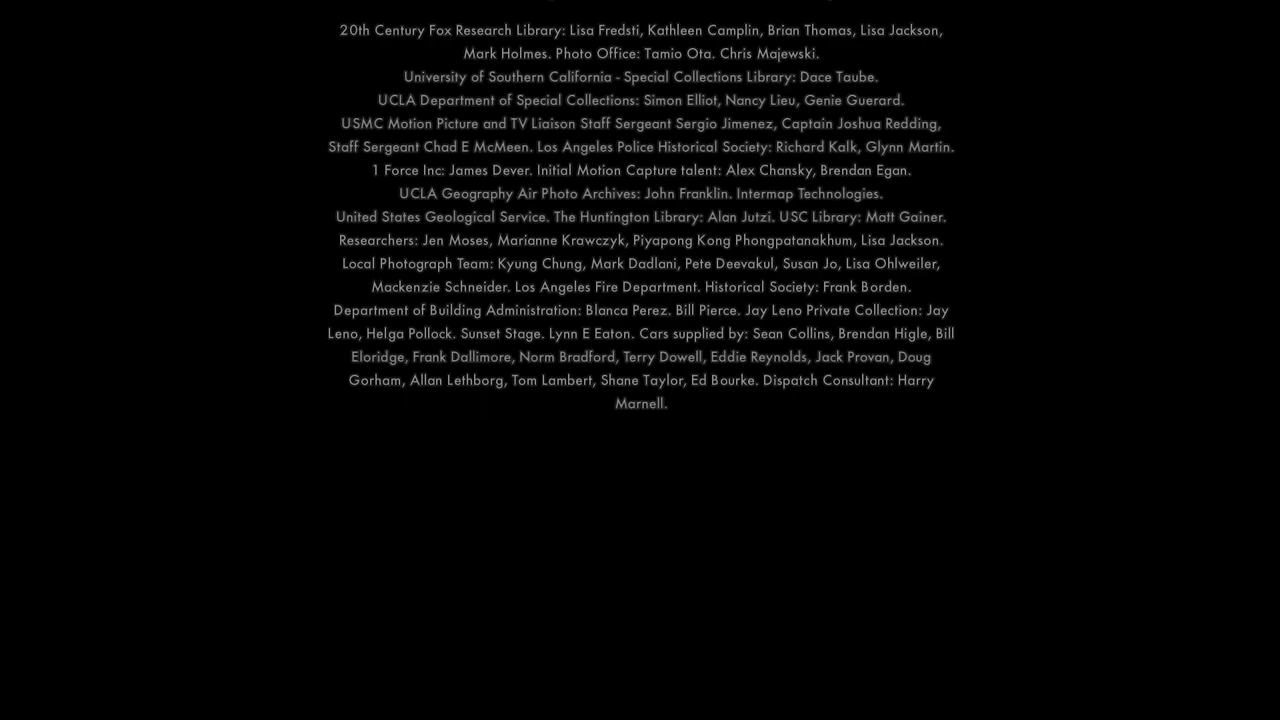 20th Century Fox Research Library: Lisa Fredsti, Kathleen Camplin, Brian Thomas, Lisa Jackson,
Mark Holmes. Photo Office: Tamio Ota. Chris Majewski.
University of Southern California - Special Collections Library: Dace Taube.
UCLA Department of Special Collections: Simon Elliot, Nancy Lieu, Genie Guerard.
USMC Motion Picture and TV Liaison Staff Sergeant Sergio Jimenez, Captain Joshua Redding,
Staff Sergeant Chad E McMeen. Los Angeles Police Historical Society: Richard Kalk, Glynn Martin.
1 Force Inc: James Dever. Initial Motion Capture talent: Alex Chansky, Brendan Egan.
UCLA Geography Air Photo Archives: John Franklin. Intermap Technologies.
United States Geological Service. The Huntington Library: Alan Jutzi. USC Library: Matt Gainer.
Researchers: Jen Moses, Marianne Krawczyk, Piyapong Kong Phongpatanakhum, Lisa Jackson.
Local Photograph Team: Kyung Chung, Mark Dadlani, Pete Deevakul, Susan Jo, Lisa Ohlweiler,
Mackenzie Schneider. Los Angeles Fire Department. Historical Society: Frank Borden.
Department of Building Administration: Blanca Perez. Bill Pierce. Jay Leno Private Collection: Jay
Leno, Helga Pollock. Sunset Stage. Lynn E Eaton. Cars supplied by: Sean Collins, Brendan Higle, Bill
Eloridge, Frank Dallimore, Norm Bradford, Terry Dowell, Eddie Reynolds, Jack Provan, Doug
Gorham, Allan Lethborg, Tom Lambert, Shane Taylor, Ed Bourke. Dispatch Consultant: Harry
Marnell.